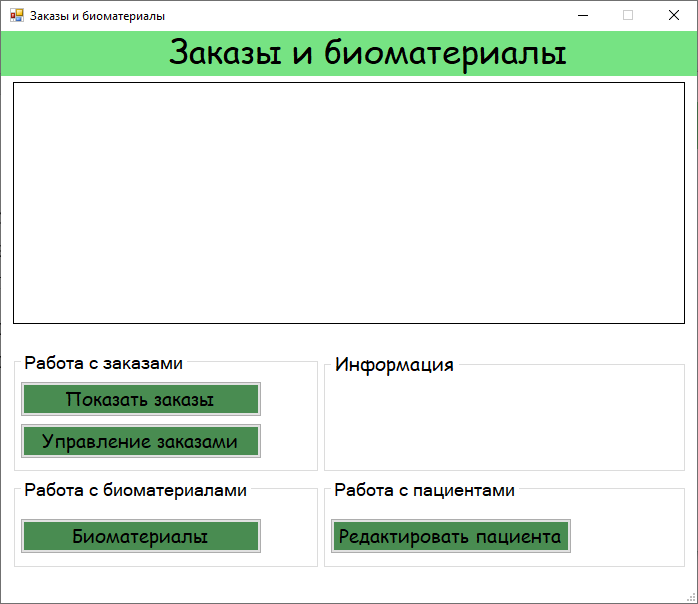 Заказы и биоматериалы
Заказы и биоматериалы
Работа с заказами
Информация
Показать заказы
Управление заказами
Работа с биоматериалами
Работа с пациентами
Биоматериалы
Редактировать пациента